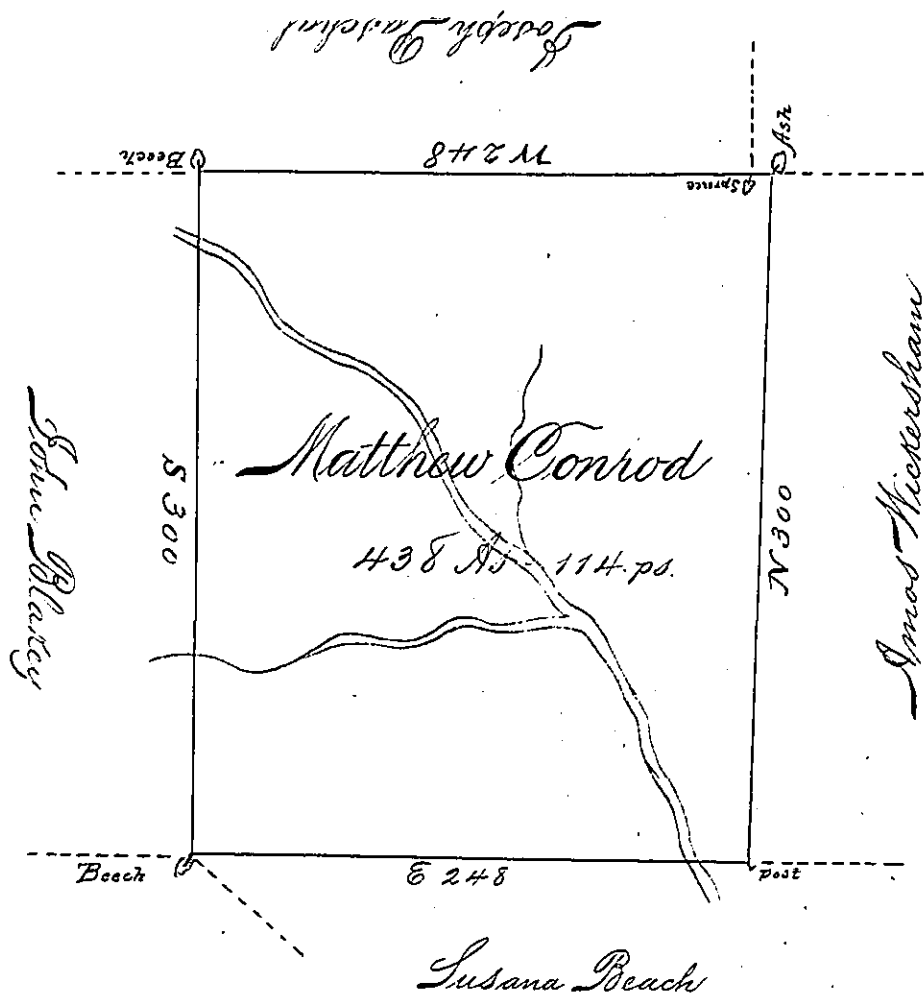 Joseph Paschal
Beech
W 248
Ash
Spruce
John Blakey
S 300
Matthew Conrod
438 As - 114 ps.
N 300
Amos Wickersham
Beech
E 248
post
Susana Beach